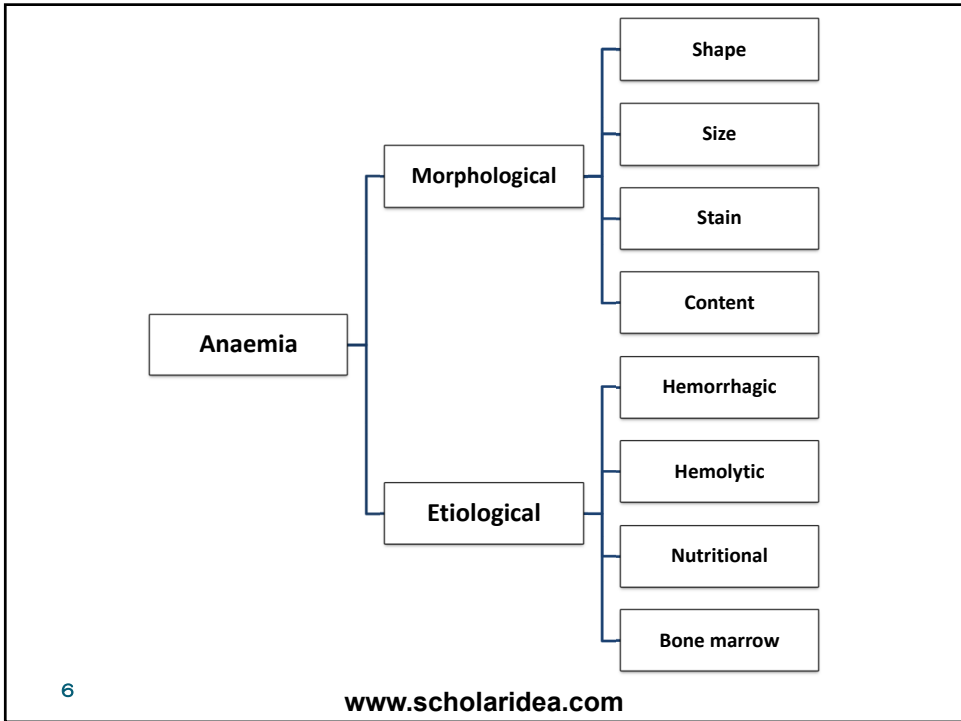 Anaemia
Morphological
Shape
Size
Stain
Content
Etiological
Hemorrhagic
Hemolytic
Nutritional
Bone marrow
6
www.scholaridea.com